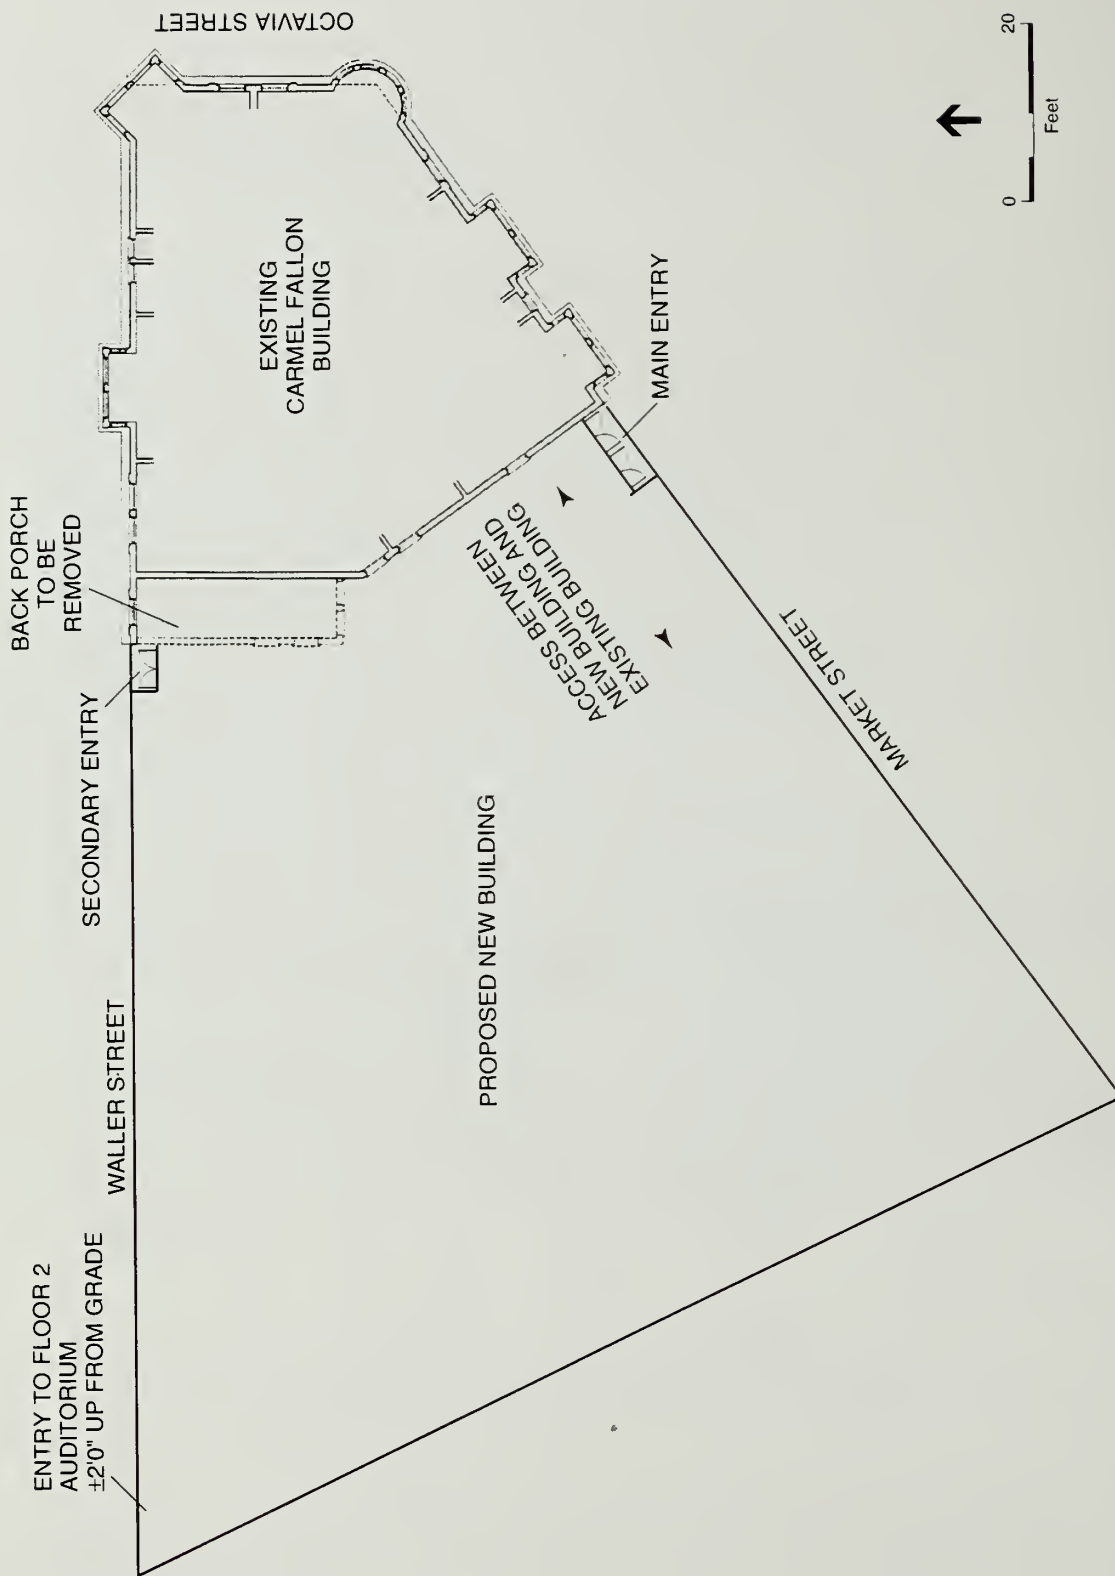 ENTRY TO FLOOR 2
AUDITORIUM
±2'0" UP FROM GRADE
WALLER STREET
SECONDARY ENTRY
BACK PORCH
TO BE
REMOVED
OCTAVIA STREET
EXISTING
CARMEL FALLON
BUILDING
PROPOSED NEW BUILDING
ACCESS BETWEEN
NEW BUILDING AND
EXISTING BUILDING
MAIN ENTRY
MARKET STREET
0 20
Feet